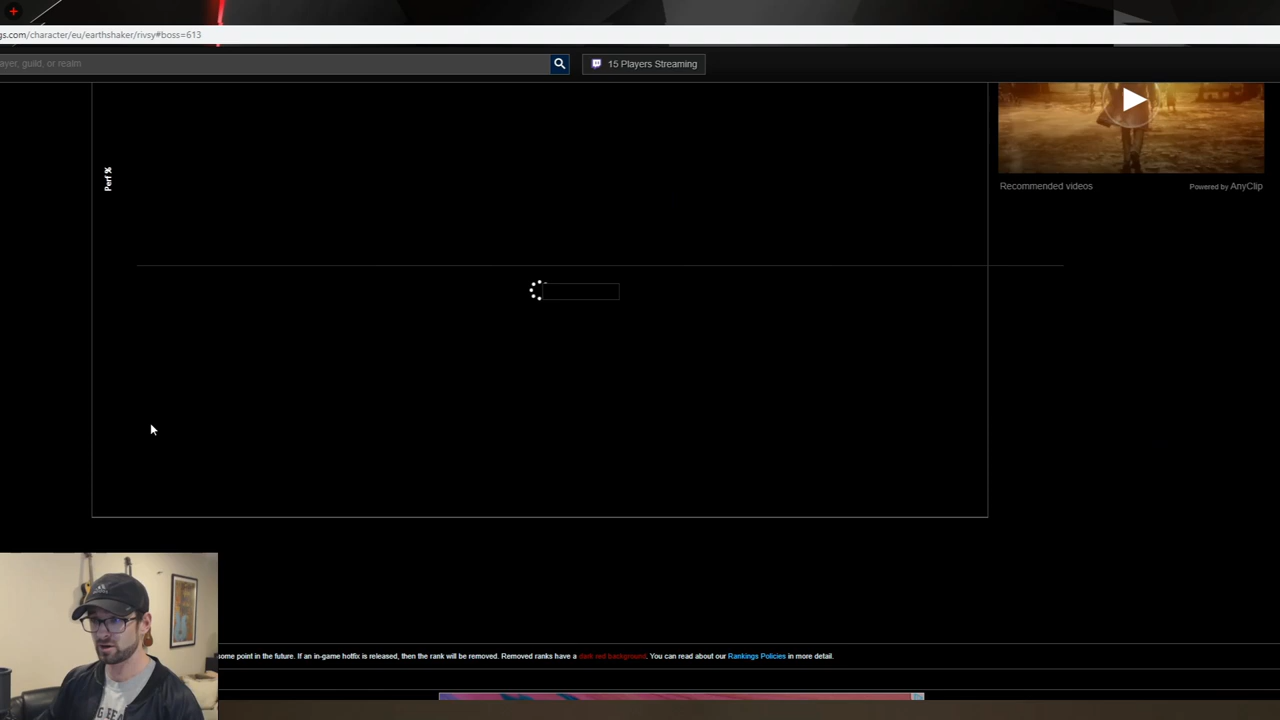 gs.com/character/eu/earthshaker/rivsy#boss=613
ayer, guild, or realm
15 Players Streaming
Perf %
Recommended videos
Powered by AnyClip
some point in the future. If an in-game hotfix is released, then the rank will be removed. Removed ranks have a dark red background. You can read about our Rankings Policies in more detail.